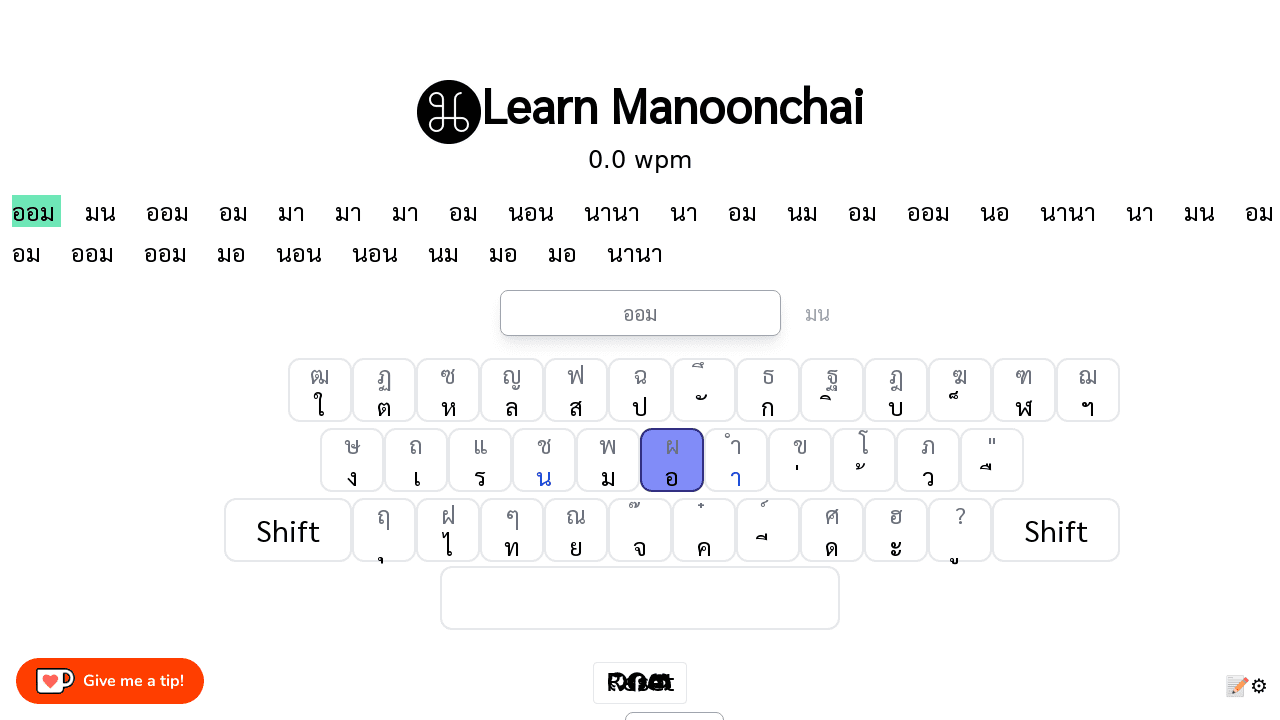 Learn Manoonchai
0.0 wpm
ออม มน ออม อม มา มา มา อม นอน นานา นา อม นม อม ออม นอ นานา นา มน อม
อม ออม ออม มอ นอน นอน นม มอ มอ นานา
ออม มน
ฒ ฏ ซ ญ ฟ ฉ ึ ธ ฐ ฎ ฆ ฑ ฌ
ใ ต ห ล ส ป ั ก ิ บ ็ ฬ ฯ
ษ ถ แ ช พ ผ ำ ข โ ภ "
ง เ ร น ม อ า ่ ้ ว ื
Shift ฤ ฝ ๆ ณ ๊ ๋ ์ ศ ฮ ? Shift
ุ ไ ท ย จ ค ี ด ะ ู
Give me a tip!
Reset